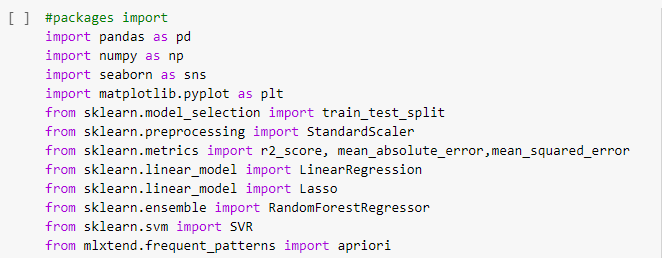 [ ] #packages import
import pandas as pd
import numpy as np
import seaborn as sns
import matplotlib.pyplot as plt
from sklearn.model_selection import train_test_split
from sklearn.preprocessing import StandardScaler
from sklearn.metrics import r2_score, mean_absolute_error,mean_squared_error
from sklearn.linear_model import LinearRegression
from sklearn.linear_model import Lasso
from sklearn.ensemble import RandomForestRegressor
from sklearn.svm import SVR
from mlxtend.frequent_patterns import apriori